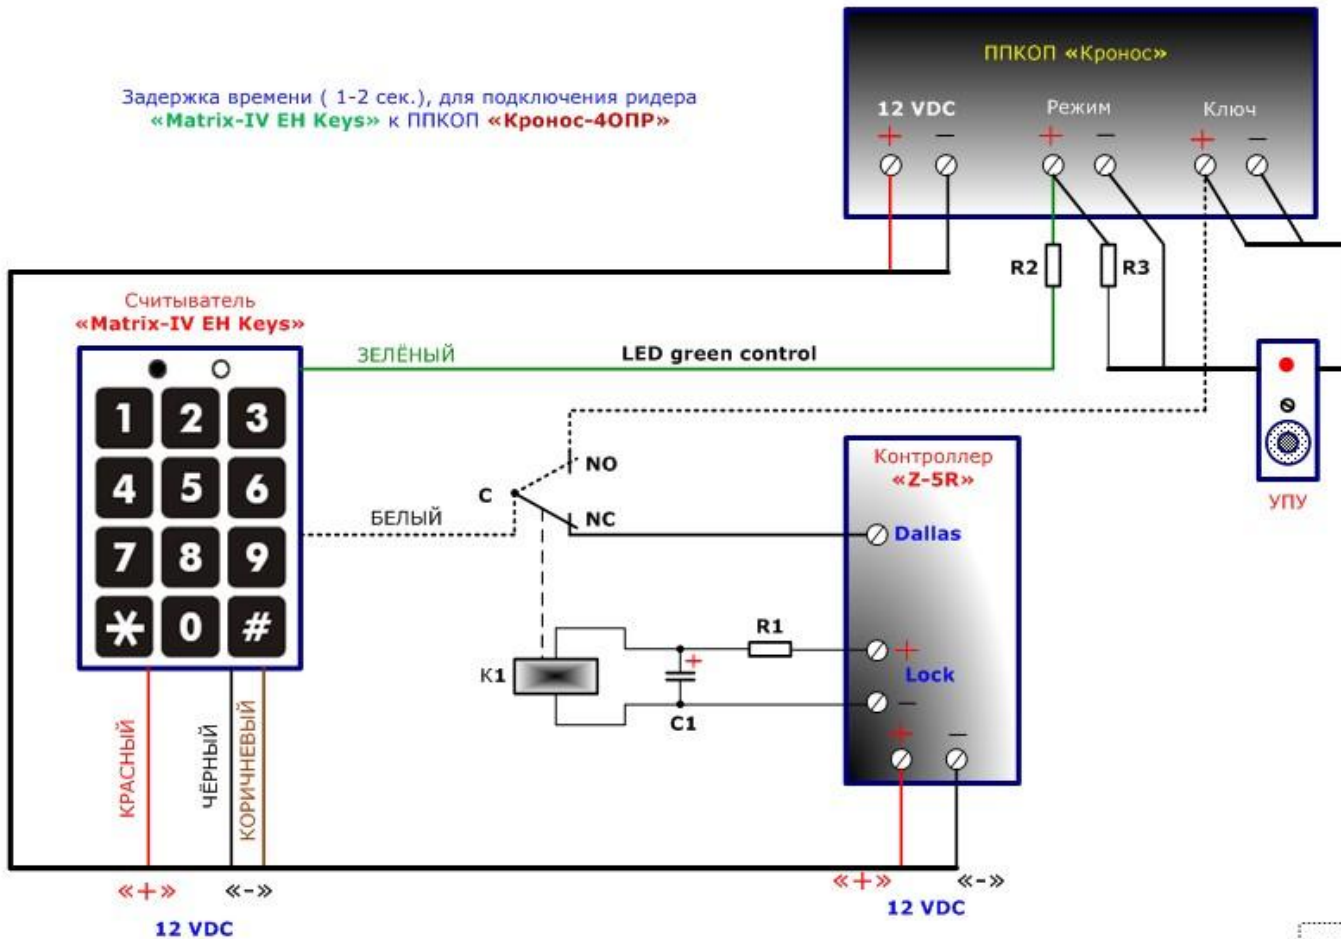 ППКОП «Кронос»
Задержка времени ( 1-2 сек.), для подключения ридера
«Matrix-IV EH Keys» к ППКОП «Кронос-4ОПР»
12 VDC
Режим
Ключ
+ −
+ −
+ −
R2
R3
Считыватель
«Matrix-IV EH Keys»
ЗЕЛЁНЫЙ
LED green control
1 2 3
4 5 6
7 8 9
* 0 #
NO
C
NC
БЕЛЫЙ
Контроллер
«Z-5R»
Dallas
УПУ
R1
+
Lock
−
K1
+
C1
+ −
КРАСНЫЙ
ЧЁРНЫЙ
КОРИЧНЕВЫЙ
«+» «-»
12 VDC
«+» «-»
12 VDC